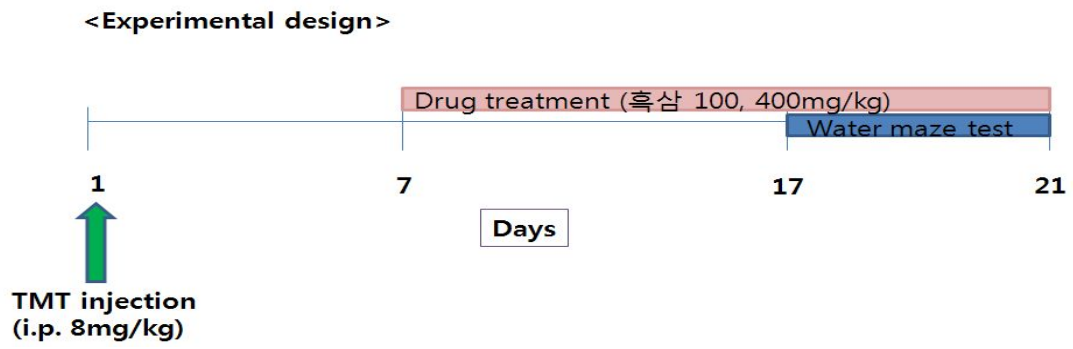 <Experimental design>
Drug treatment (흑삼 100, 400mg/kg)
Water maze test
1
7
17
21
Days
TMT injection
(i.p. 8mg/kg)